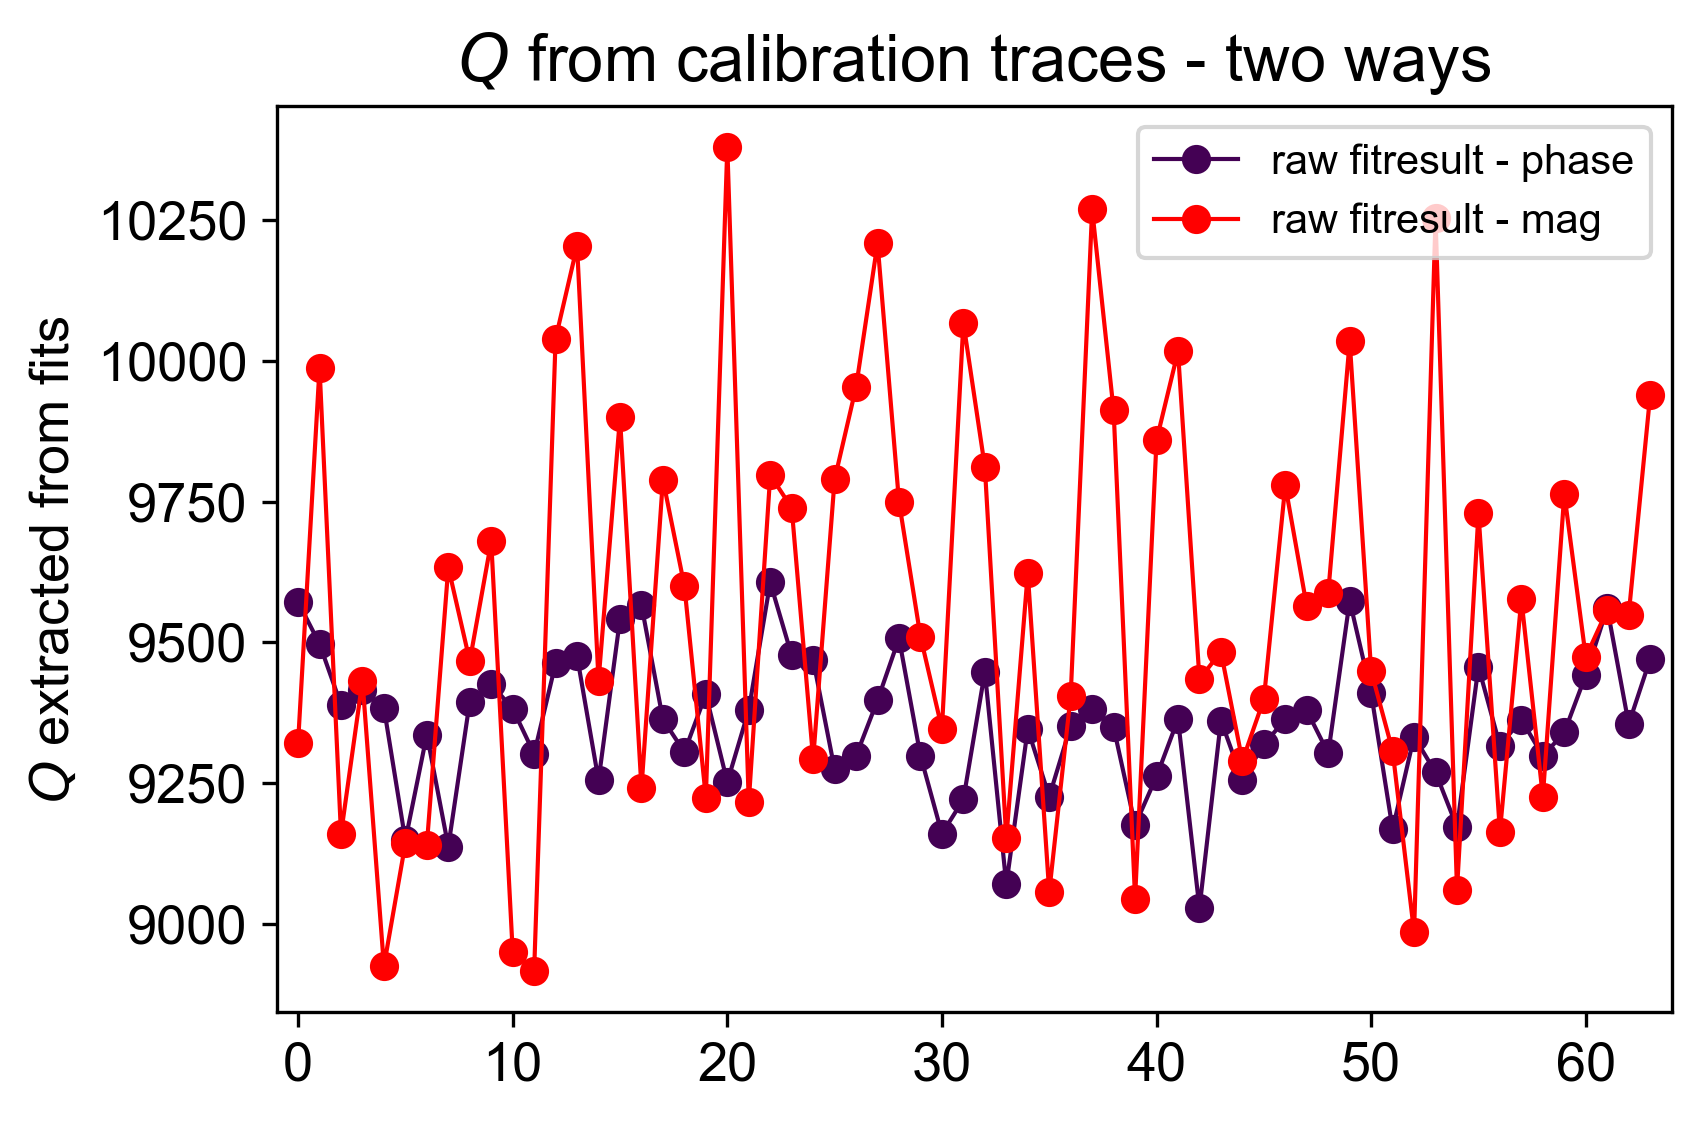 Q from calibration traces - two ways
raw fitresult - phase
raw fitresult - mag
Q extracted from fits
10250
10000
9750
9500
9250
9000
0 10 20 30 40 50 60